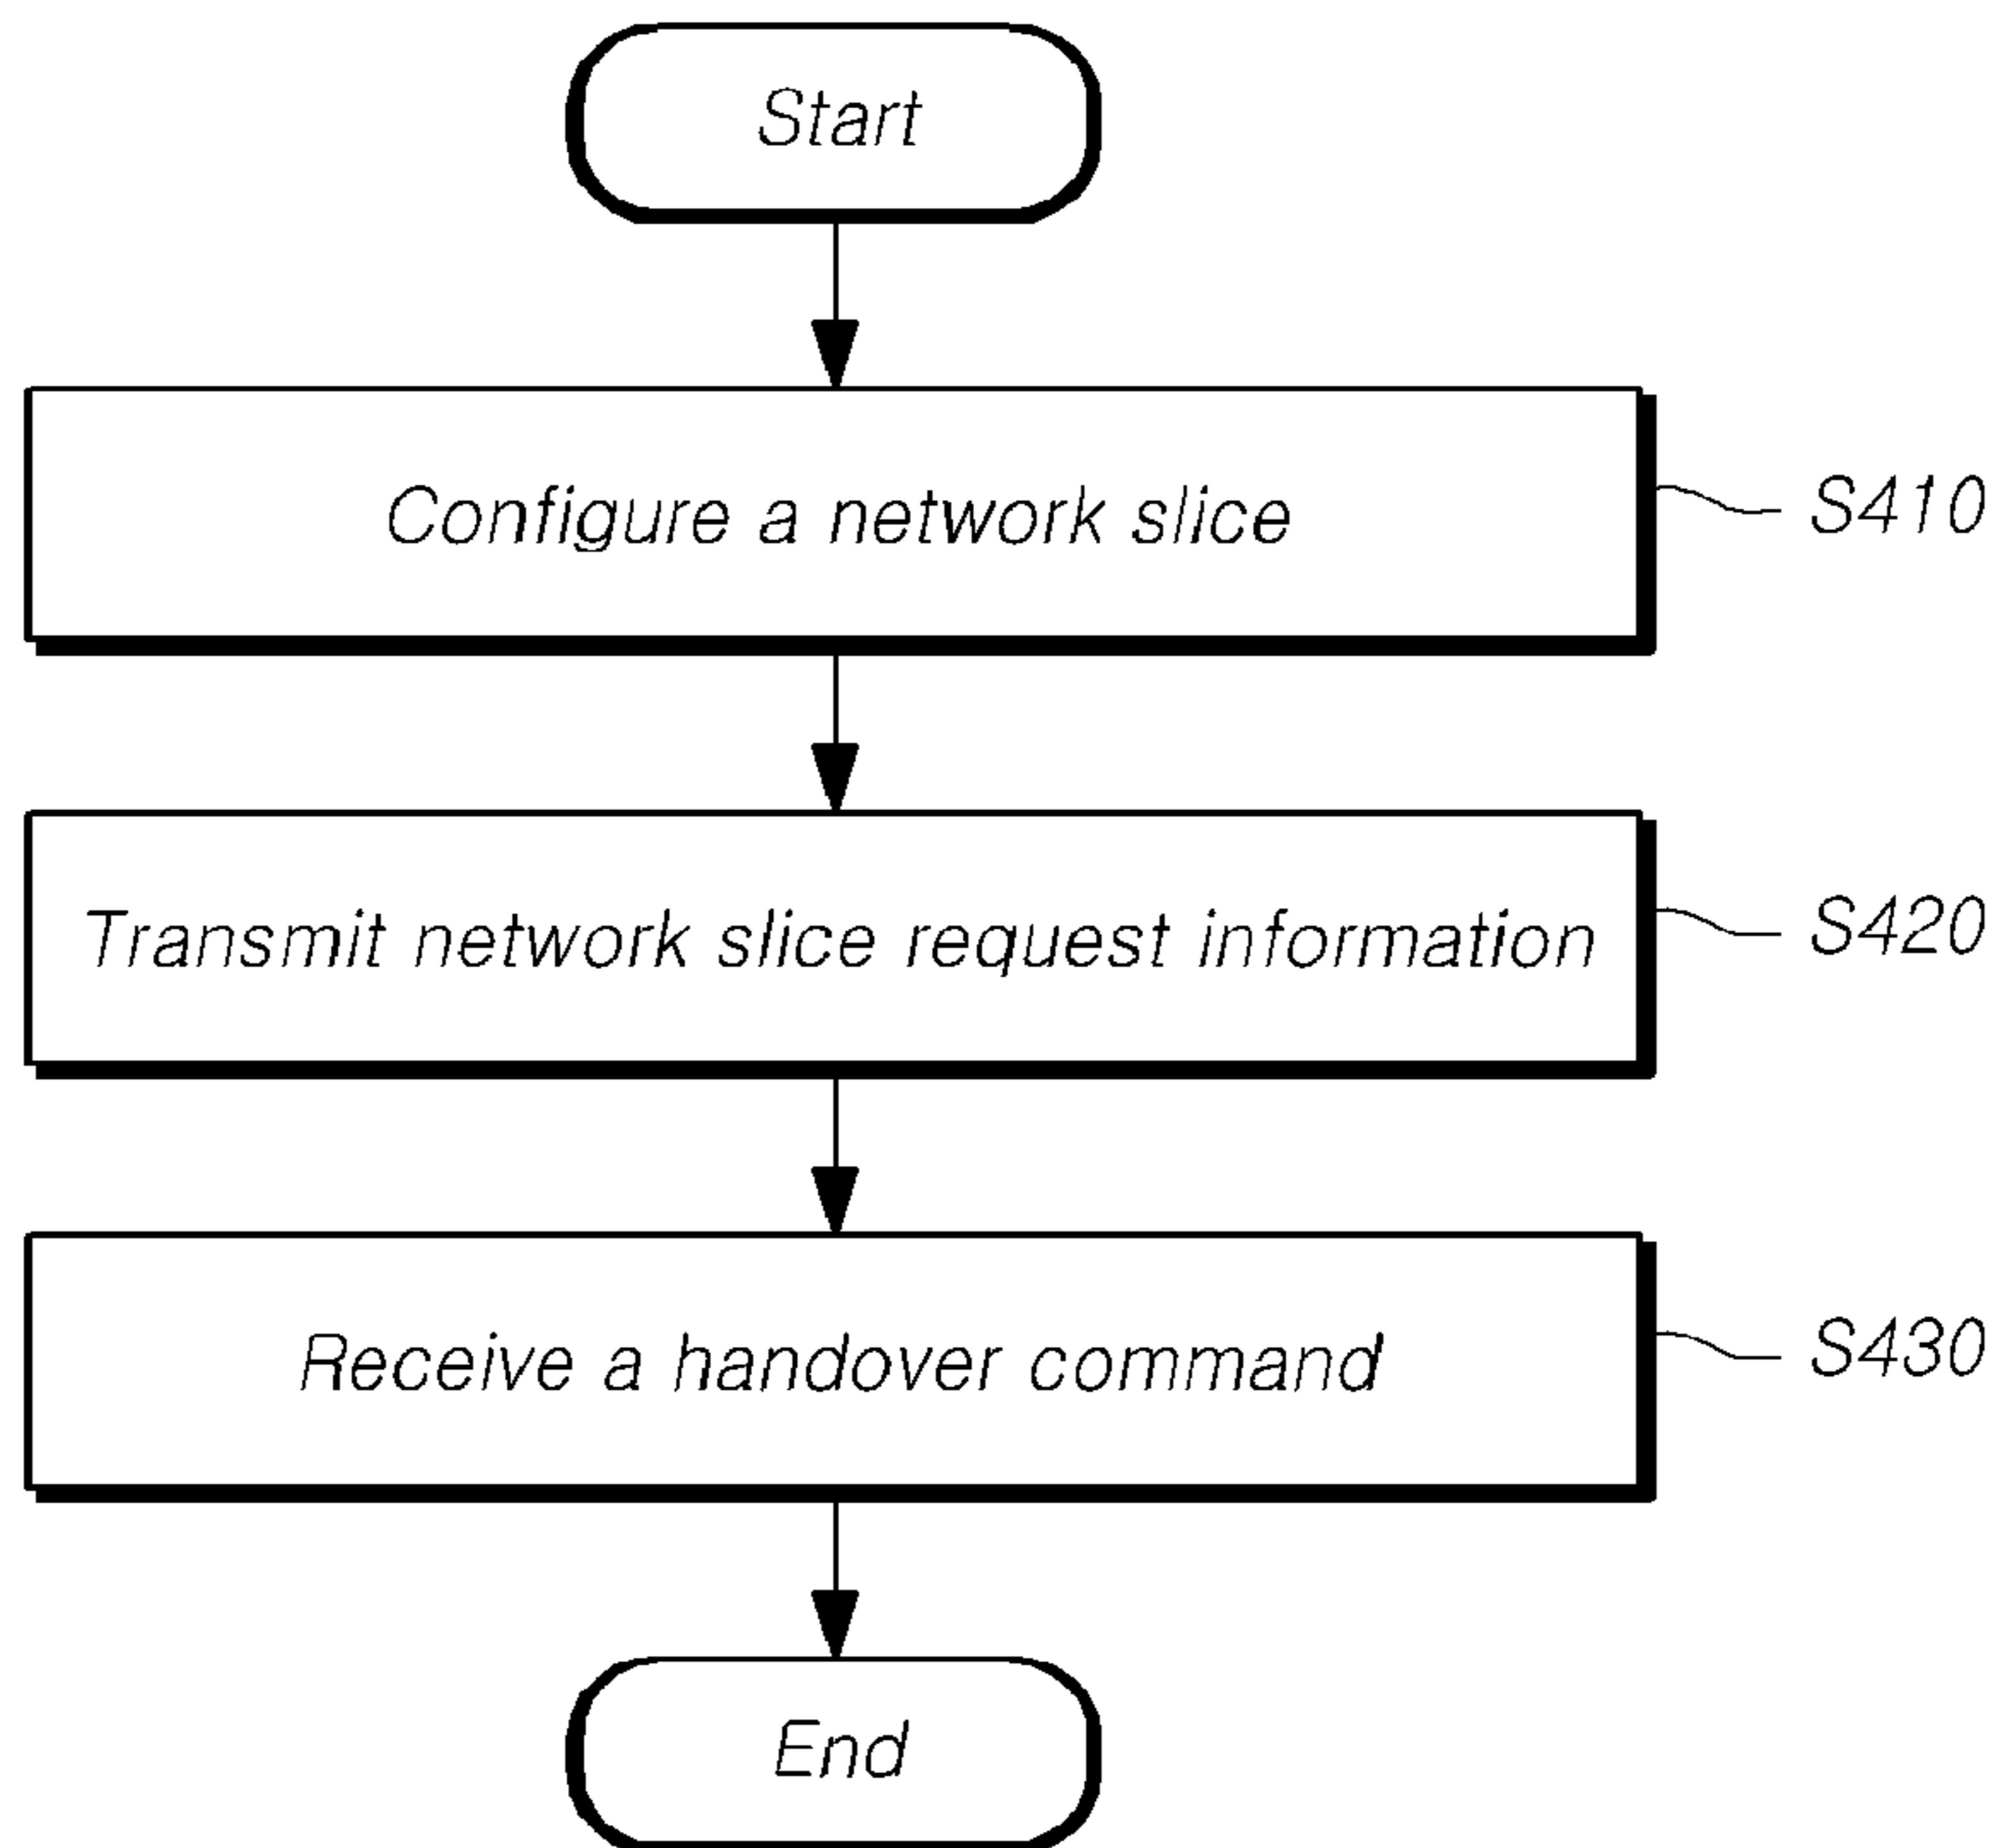 Start
Configure a network slice
S410
Transmit network slice request information
S420
Receive a handover command
S430
End